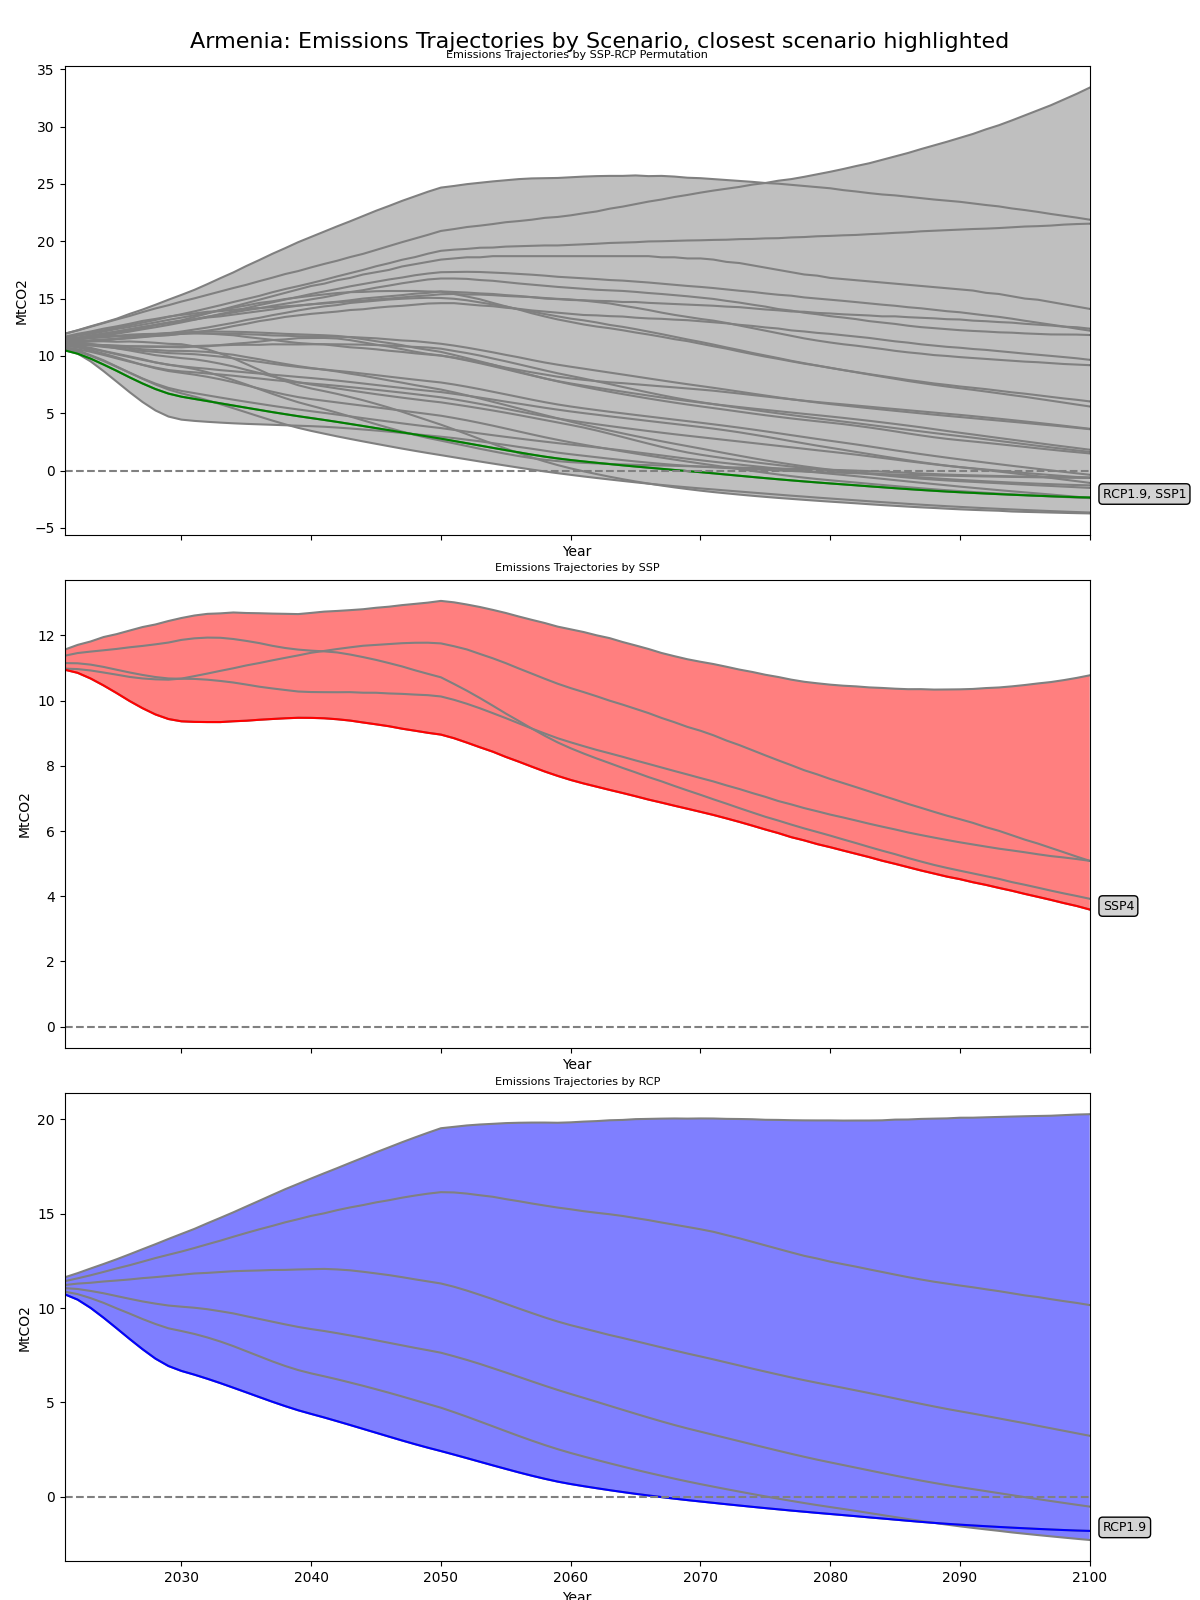 Armenia: Emissions Trajectories by Scenario, closest scenario highlighted
Emissions Trajectories by SSP-RCP Permutation
35
30
25
20
15
10
5
0
−5
MtCO2
RCP1.9, SSP1
Year
Emissions Trajectories by SSP
12
10
8
6
4
2
0
MtCO2
SSP4
Year
Emissions Trajectories by RCP
20
15
10
5
0
MtCO2
RCP1.9
2030 2040 2050 2060 2070 2080 2090 2100
Year